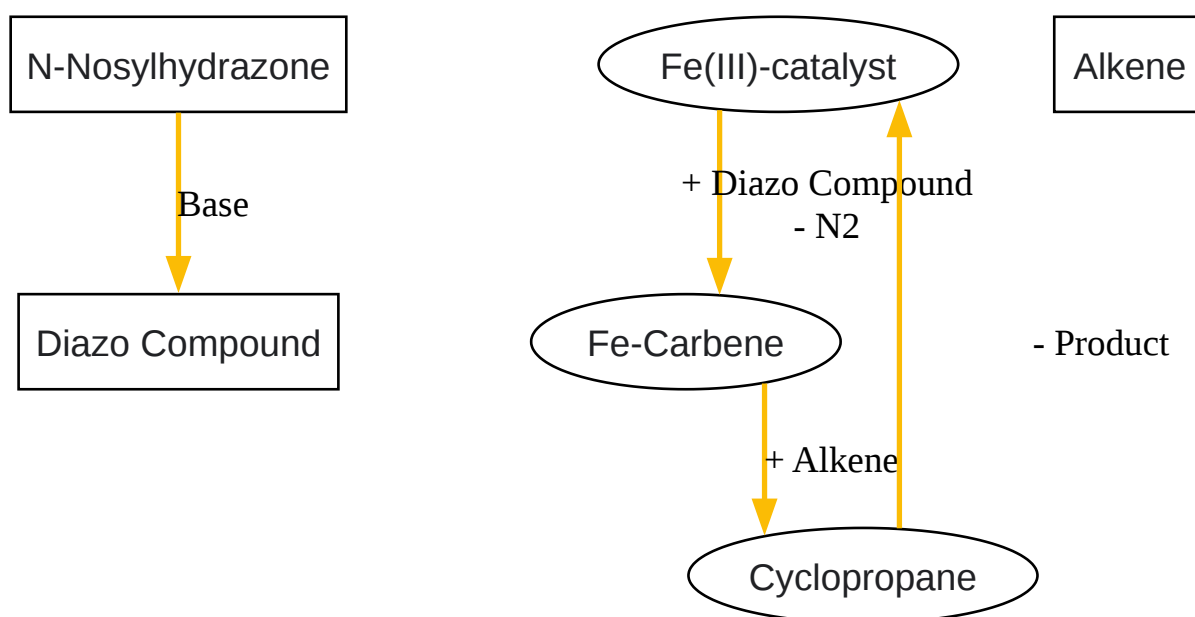 N-Nosylhydrazone
Fe(III)-catalyst
Alkene
Base
+ Diazo Compound
- N2
Diazo Compound
Fe-Carbene
- Product
+ Alkene
Cyclopropane